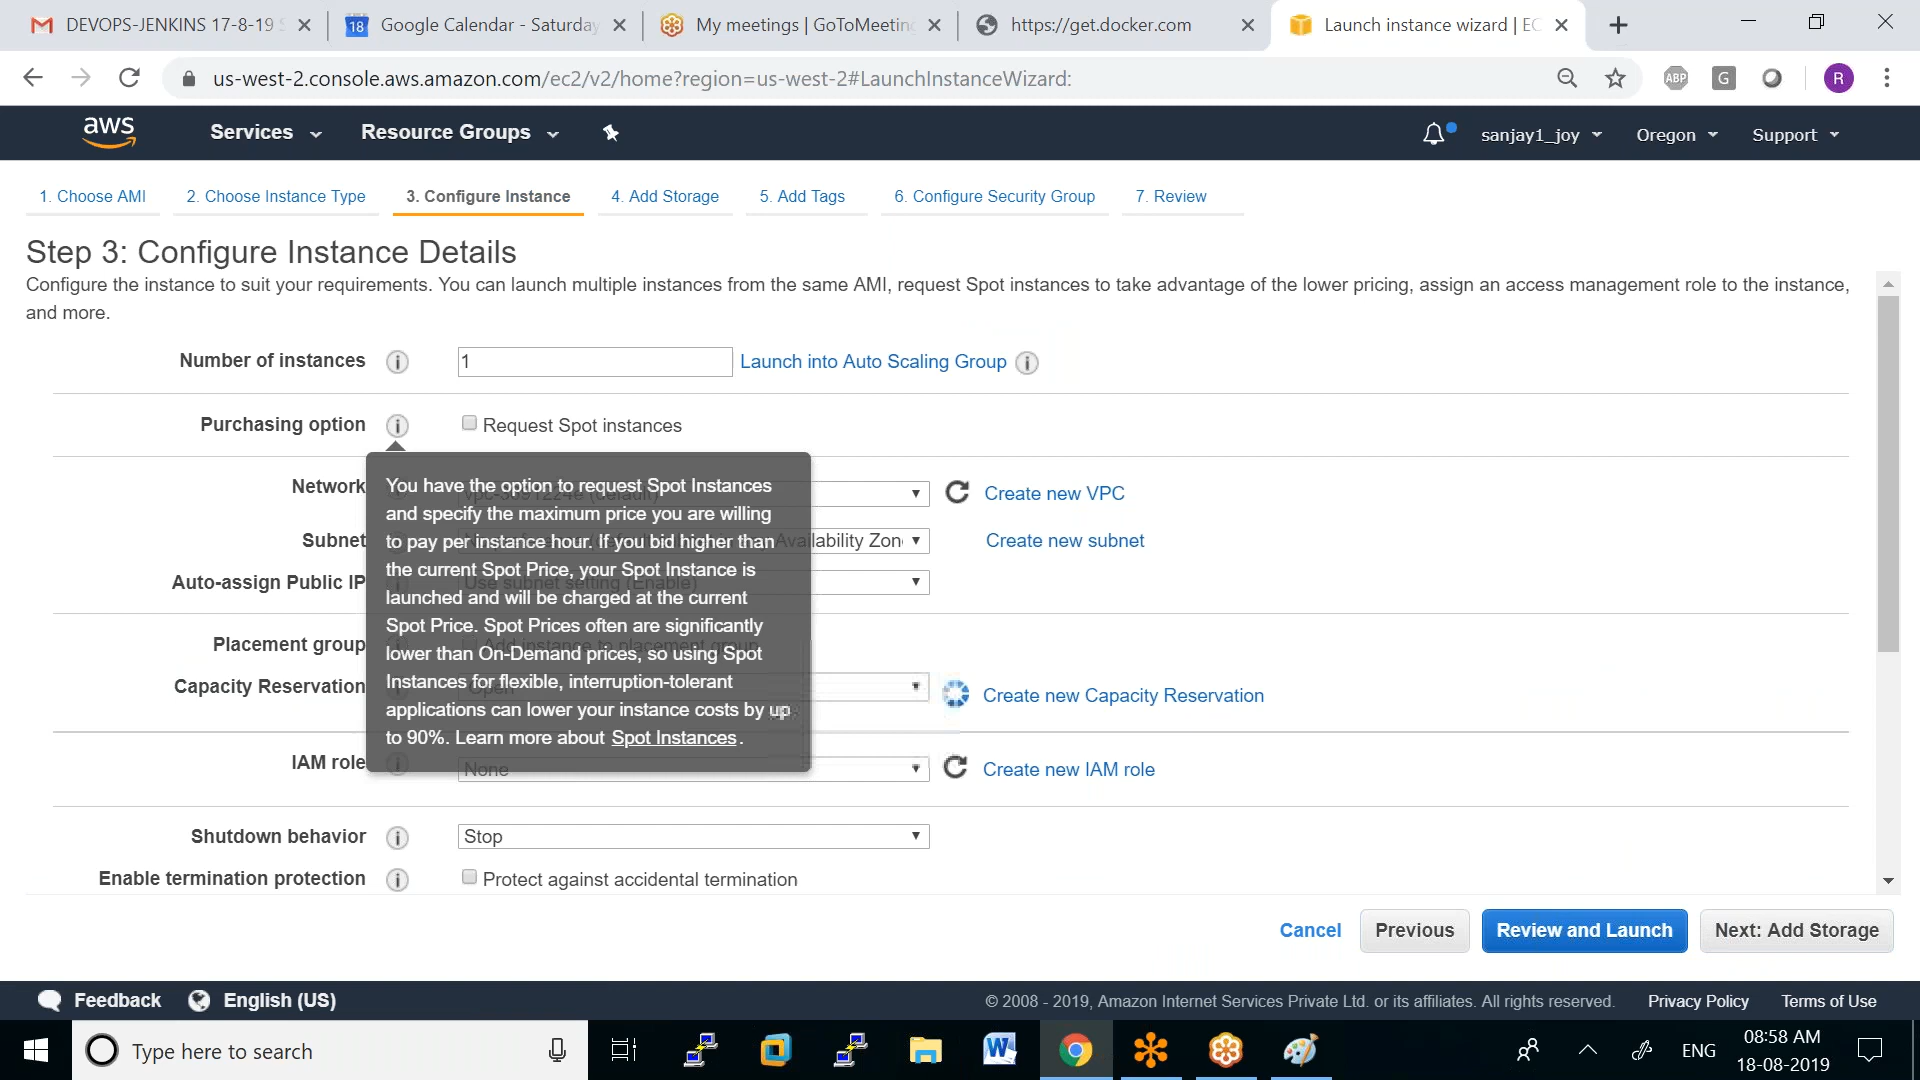 DEVOPS-JENKINS 17-8-19
18 Google Calendar - Saturday
My meetings | GoToMeeting
https://get.docker.com
Launch instance wizard | EC
us-west-2.console.aws.amazon.com/ec2/v2/home?region=us-west-2#LaunchInstanceWizard:
ABP
G
R
aws
Services
Resource Groups
sanjay1_joy
Oregon
Support
1. Choose AMI
2. Choose Instance Type
3. Configure Instance
4. Add Storage
5. Add Tags
6. Configure Security Group
7. Review
Step 3: Configure Instance Details
Configure the instance to suit your requirements. You can launch multiple instances from the same AMI, request Spot instances to take advantage of the lower pricing, assign an access management role to the instance,
and more.
Number of instances
1
Launch into Auto Scaling Group
Purchasing option
Request Spot instances
You have the option to request Spot Instances
and specify the maximum price you are willing
to pay per instance hour. If you bid higher than
the current Spot Price, your Spot Instance is
launched and will be charged at the current
Spot Price. Spot Prices often are significantly
lower than On-Demand prices, so using Spot
Instances for flexible, interruption-tolerant
applications can lower your instance costs by up
to 90%. Learn more about Spot Instances.
Network
Create new VPC
Subnet
Availability Zon
Create new subnet
Auto-assign Public IP
Use subnet setting (Enable)
Placement group
Add instance to placement group
Capacity Reservation
Open
Create new Capacity Reservation
IAM role
None
Create new IAM role
Shutdown behavior
Stop
Enable termination protection
Protect against accidental termination
Cancel
Previous
Review and Launch
Next: Add Storage
Feedback
English (US)
© 2008 - 2019, Amazon Internet Services Private Ltd. or its affiliates. All rights reserved.
Privacy Policy
Terms of Use
Type here to search
ENG
08:58 AM
18-08-2019